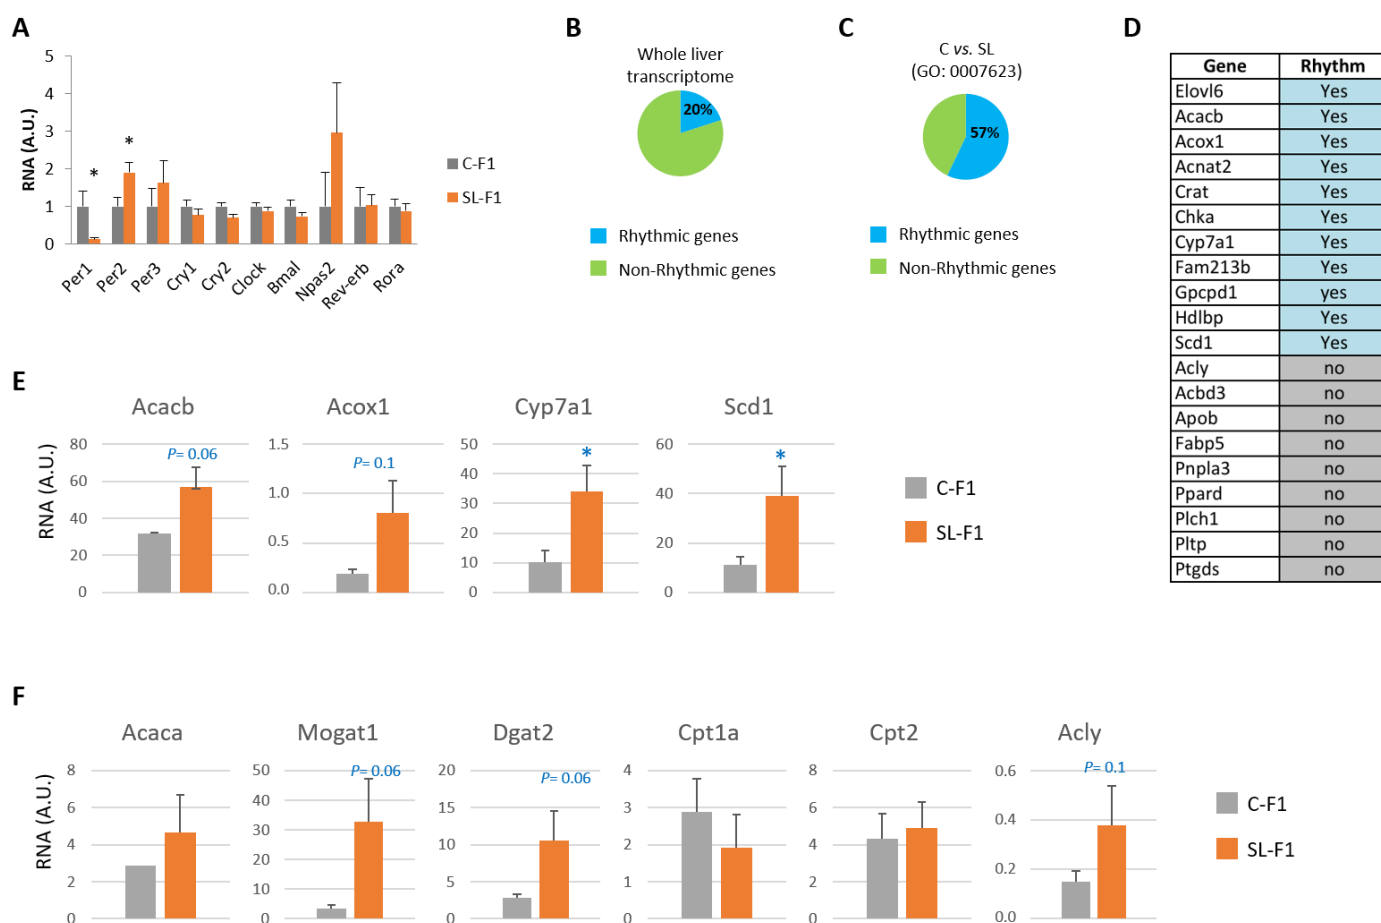 A
RNA (A.U.)
5
4
3
2
1
0
*
*
Per1
Per2
Per3
Cry1
Cry2
Clock
Bmal
Npas2
Rev-erb
Rora
C-F1
SL-F1
B
Whole liver
transcriptome
20%
Rhythmic genes
Non-Rhythmic genes
C
C vs. SL
(GO: 0007623)
57%
Rhythmic genes
Non-Rhythmic genes
D
Gene Rhythm
Elovl6 Yes
Acacb Yes
Acox1 Yes
Acnat2 Yes
Crat Yes
Chka Yes
Cyp7a1 Yes
Fam213b Yes
Gpcpd1 yes
Hdlbp Yes
Scd1 Yes
Acly no
Acbd3 no
Apob no
Fabp5 no
Pnpla3 no
Ppard no
Plch1 no
Pltp no
Ptgds no
E
RNA (A.U.)
Acacb
80
60
40
20
0
P= 0.06
Acox1
1.5
1.0
0.5
0.0
P= 0.1
Cyp7a1
50
40
30
20
10
0
*
Scd1
60
40
20
0
*
C-F1
SL-F1
F
RNA (A.U.)
Acaca
8
6
4
2
0
Mogat1
50
40
30
20
10
0
P= 0.06
Dgat2
20
15
10
5
0
P= 0.06
Cpt1a
4
3
2
1
0
Cpt2
8
6
4
2
0
Acly
0.6
0.4
0.2
0.0
P= 0.1
C-F1
SL-F1